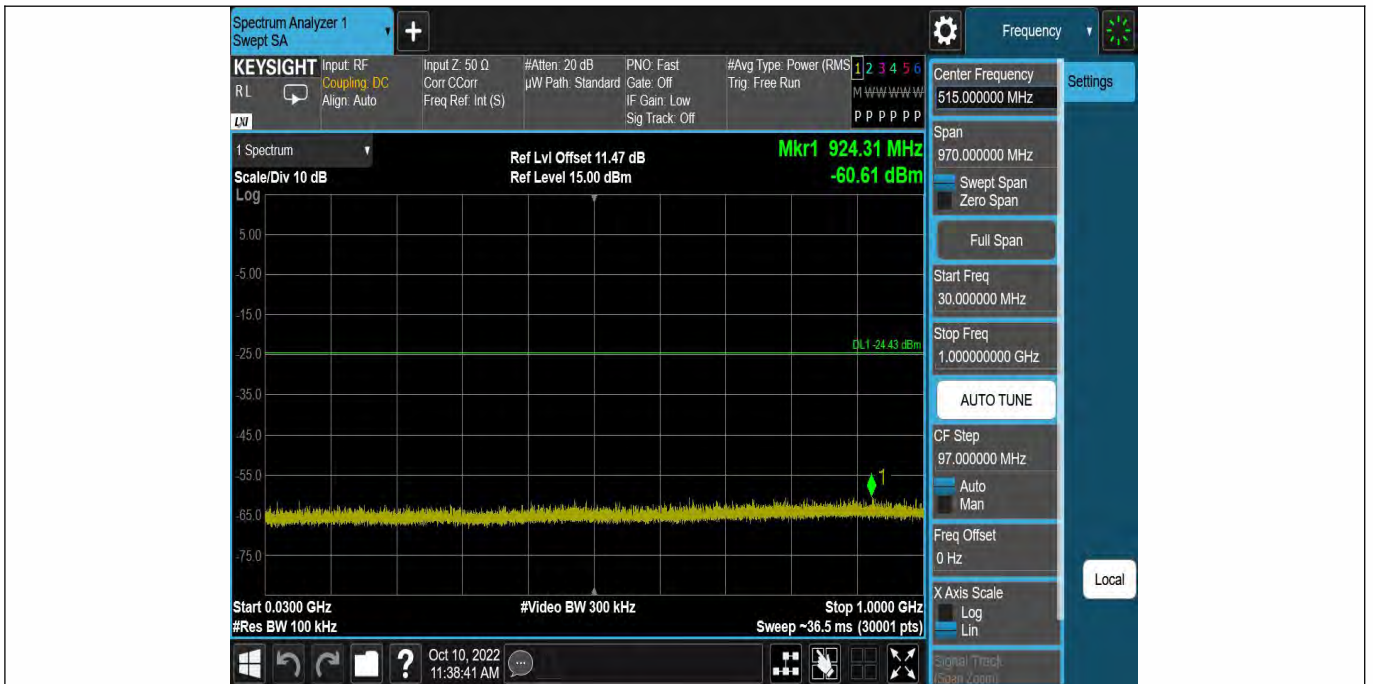 Spectrum Analyzer 1
Swept SA
+
Frequency
KEYSIGHT
R L
LXI
Input: RF
Coupling: DC
Align: Auto
Input Z: 50 Ω
Corr CCorr
Freq Ref: Int (S)
#Atten: 20 dB
µW Path: Standard
PNO: Fast
Gate: Off
IF Gain: Low
Sig Track: Off
#Avg Type: Power (RMS
Trig: Free Run
1 2 3 4 5 6
M W W W W W
P P P P P P
1 Spectrum
Scale/Div 10 dB
Log
Ref Lvl Offset 11.47 dB
Ref Level 15.00 dBm
Mkr1 924.31 MHz
-60.61 dBm
5.00
-5.00
-15.0
DL1 -24.43 dBm
-25.0
-35.0
-45.0
-55.0
1
-65.0
-75.0
Start 0.0300 GHz
#Res BW 100 kHz
#Video BW 300 kHz
Stop 1.0000 GHz
Sweep ~36.5 ms (30001 pts)
Center Frequency
515.000000 MHz
Settings
Span
970.000000 MHz
Swept Span
Zero Span
Full Span
Start Freq
30.000000 MHz
Stop Freq
1.000000000 GHz
AUTO TUNE
CF Step
97.000000 MHz
Auto
Man
Freq Offset
0 Hz
Local
X Axis Scale
Log
Lin
Signal Track
(Span Zoom)
?
Oct 10, 2022
11:38:41 AM